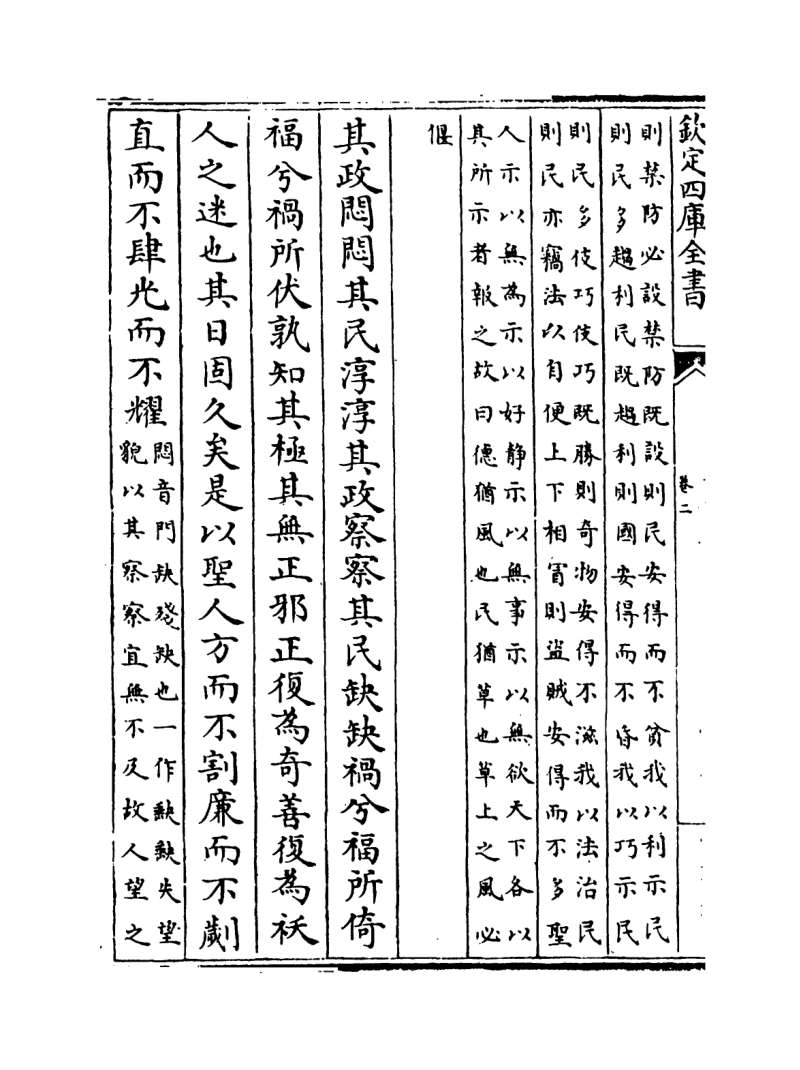 欽定四庫全書
卷二
則禁防必設禁防既設則民安得而不貧我以利示民
則民多趨利民既趨利則國安得而不昏我以巧示民
則民多伎巧伎巧既勝則奇物安得不滋我以法治民
則民亦竊法以自便上下相冒則盜賊安得而不多聖
人示以無為示以好静示以無事示以無欲天下各以
其所示者報之故曰德猶風也民猶草也草上之風必
偃
其政悶悶其民淳淳其政察察其民缺缺禍兮福所倚
福兮禍所伏孰知其極其無正邪正復為奇善復為祅
人之迷也其日固久矣是以聖人方而不割廉而不劌
直而不肆光而不耀
悶音門缺殘缺也一作䤏䤏失望
貌以其察察宜無不及故人望之